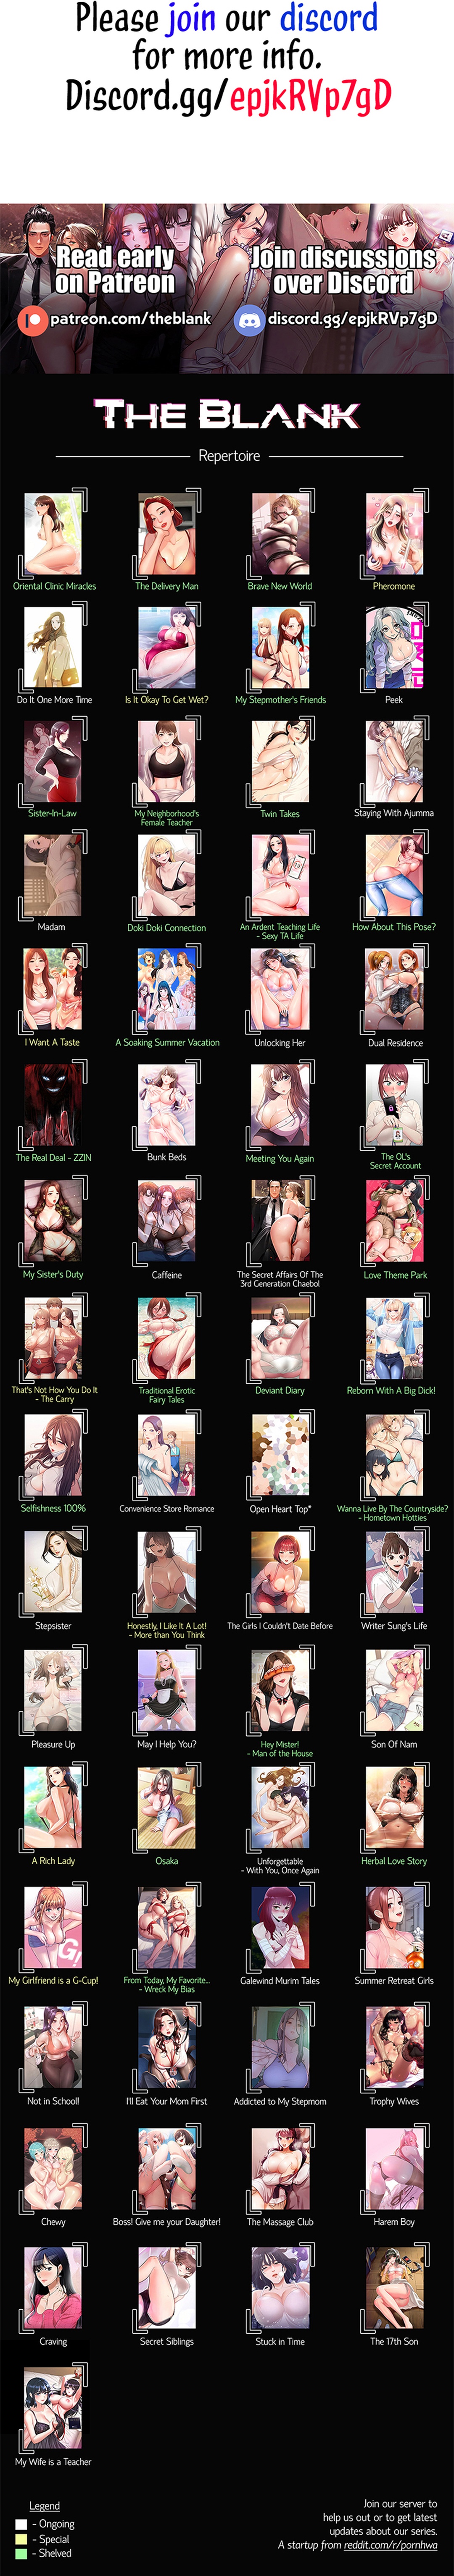 Please join our discord
for more info.
Discord.gg/epjkRVp7gD
Read early
on Patreon
patreon.com/theblank
Join discussions
over Discord
discord.gg/epjkRVp7gD
THE BLANK
Repertoire
Oriental Clinic Miracles
The Delivery Man
Brave New World
Pheromone
Do It One More Time
Is It Okay To Get Wet?
My Stepmother's Friends
Peek
Sister-In-Law
My Neighborhood's
Female Teacher
Twin Takes
Staying With Ajumma
Madam
Doki Doki Connection
An Ardent Teaching Life
- Sexy TA Life
How About This Pose?
I Want A Taste
A Soaking Summer Vacation
Unlocking Her
Dual Residence
The Real Deal - ZZIN
Bunk Beds
Meeting You Again
The OL's
Secret Account
My Sister's Duty
Caffeine
The Secret Affairs Of The
3rd Generation Chaebol
Love Theme Park
That's Not How You Do It
- The Carry
Traditional Erotic
Fairy Tales
Deviant Diary
Reborn With A Big Dick!
Selfishness 100%
Convenience Store Romance
Open Heart Top*
Wanna Live By The Countryside?
- Hometown Hotties
Stepsister
Honestly, I Like It A Lot!
- More than You Think
The Girls I Couldn't Date Before
Writer Sung's Life
Pleasure Up
May I Help You?
Hey Mister!
- Man of the House
Son Of Nam
A Rich Lady
Osaka
Unforgettable
- With You, Once Again
Herbal Love Story
My Girlfriend is a G-Cup!
From Today, My Favorite...
- Wreck My Bias
Galewind Murim Tales
Summer Retreat Girls
Not in School!
I'll Eat Your Mom First
Addicted to My Stepmom
Trophy Wives
Chewy
Boss! Give me your Daughter!
The Massage Club
Harem Boy
Craving
Secret Siblings
Stuck in Time
The 17th Son
My Wife is a Teacher
Legend
- Ongoing
- Special
- Shelved
Join our server to
help us out or to get latest
updates about our series.
A startup from reddit.com/r/pornhwa